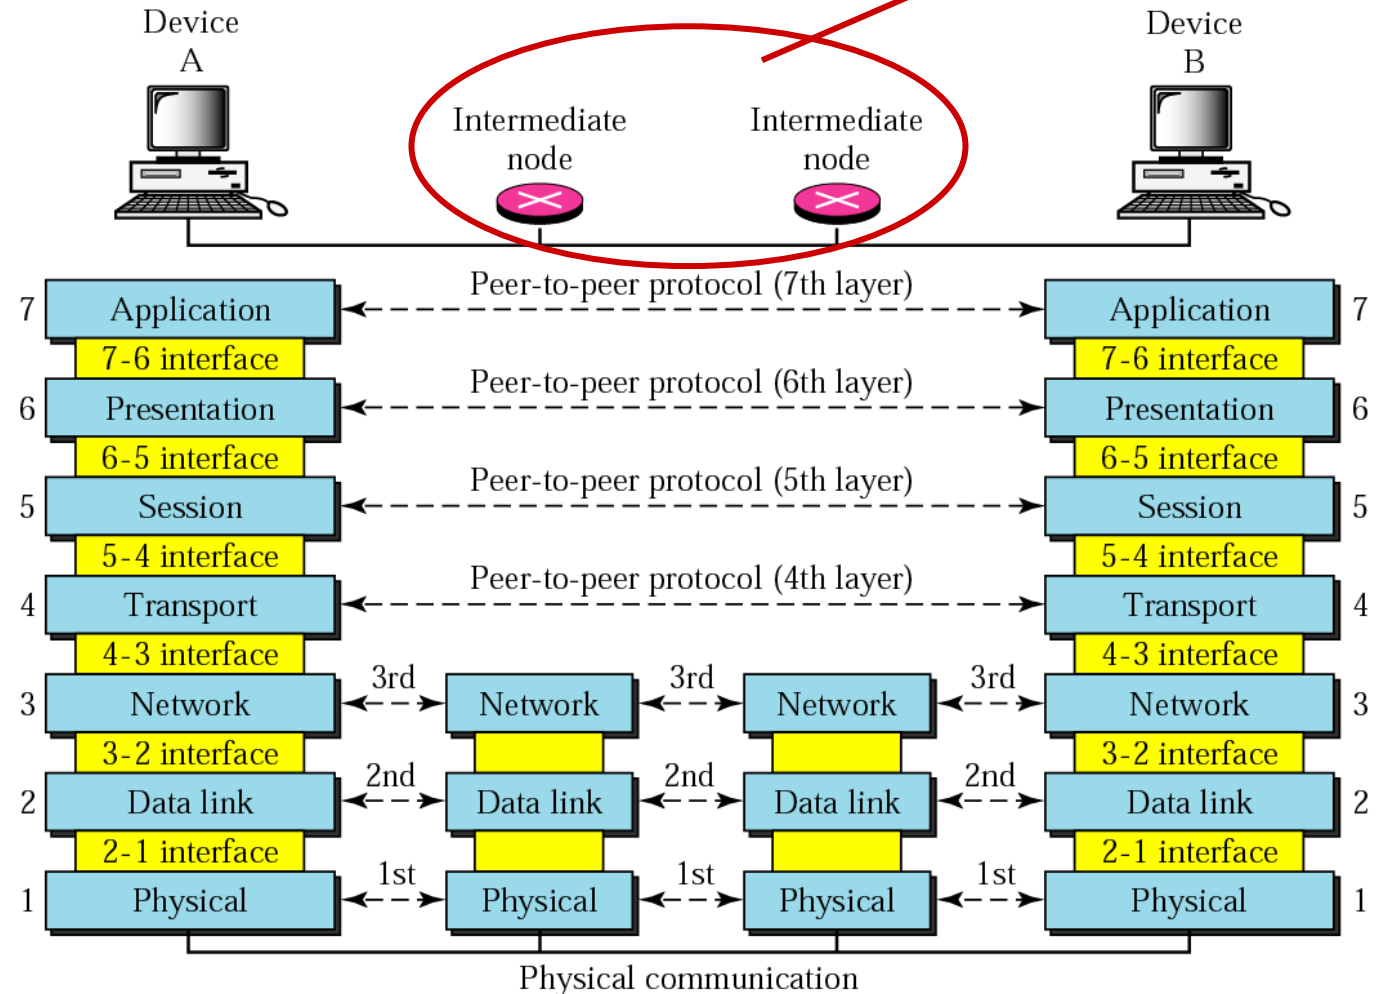 Device
A
Device
B
Intermediate
node
Intermediate
node
7
Application
Peer-to-peer protocol (7th layer)
Application
7
7-6 interface
7-6 interface
6
Presentation
Peer-to-peer protocol (6th layer)
Presentation
6
6-5 interface
6-5 interface
5
Session
Peer-to-peer protocol (5th layer)
Session
5
5-4 interface
5-4 interface
4
Transport
Peer-to-peer protocol (4th layer)
Transport
4
4-3 interface
4-3 interface
3
Network
3rd
Network
3rd
Network
3rd
Network
3
3-2 interface
3-2 interface
2
Data link
2nd
Data link
2nd
Data link
2nd
Data link
2
2-1 interface
2-1 interface
1
Physical
1st
Physical
1st
Physical
1st
Physical
1
Physical communication